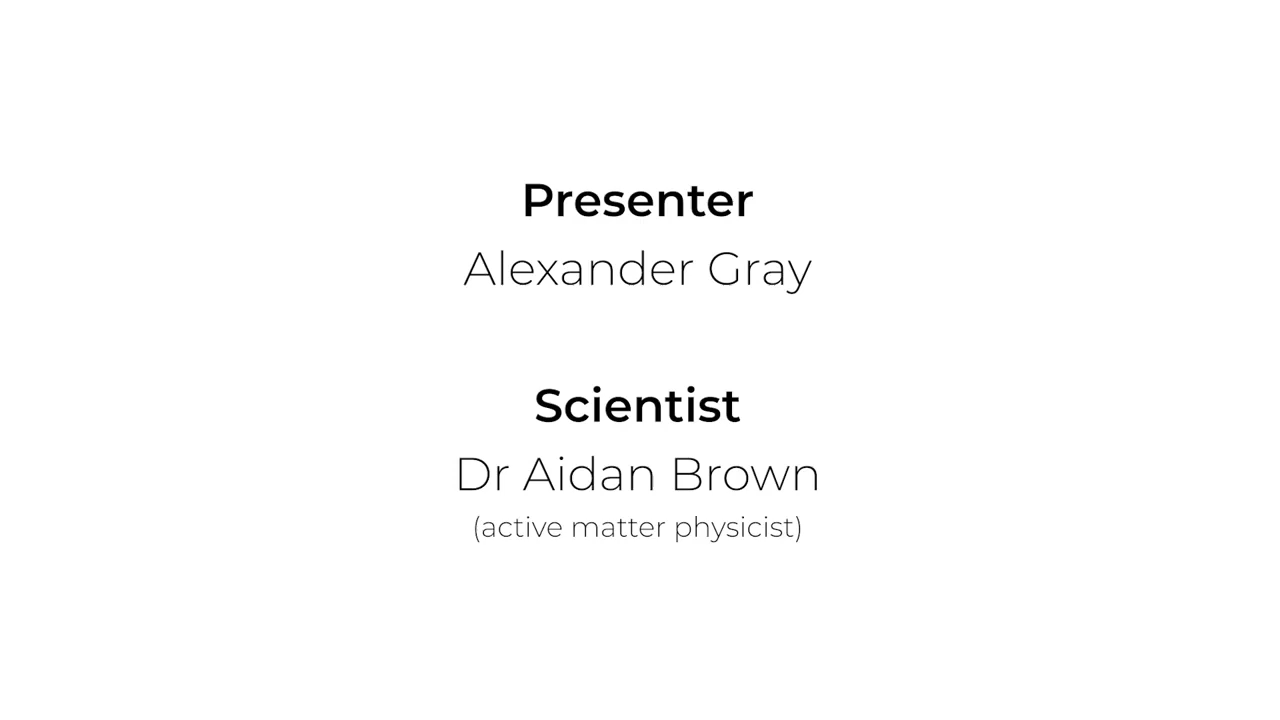 Presenter
Alexander Gray
Scientist
Dr Aidan Brown
(active matter physicist)